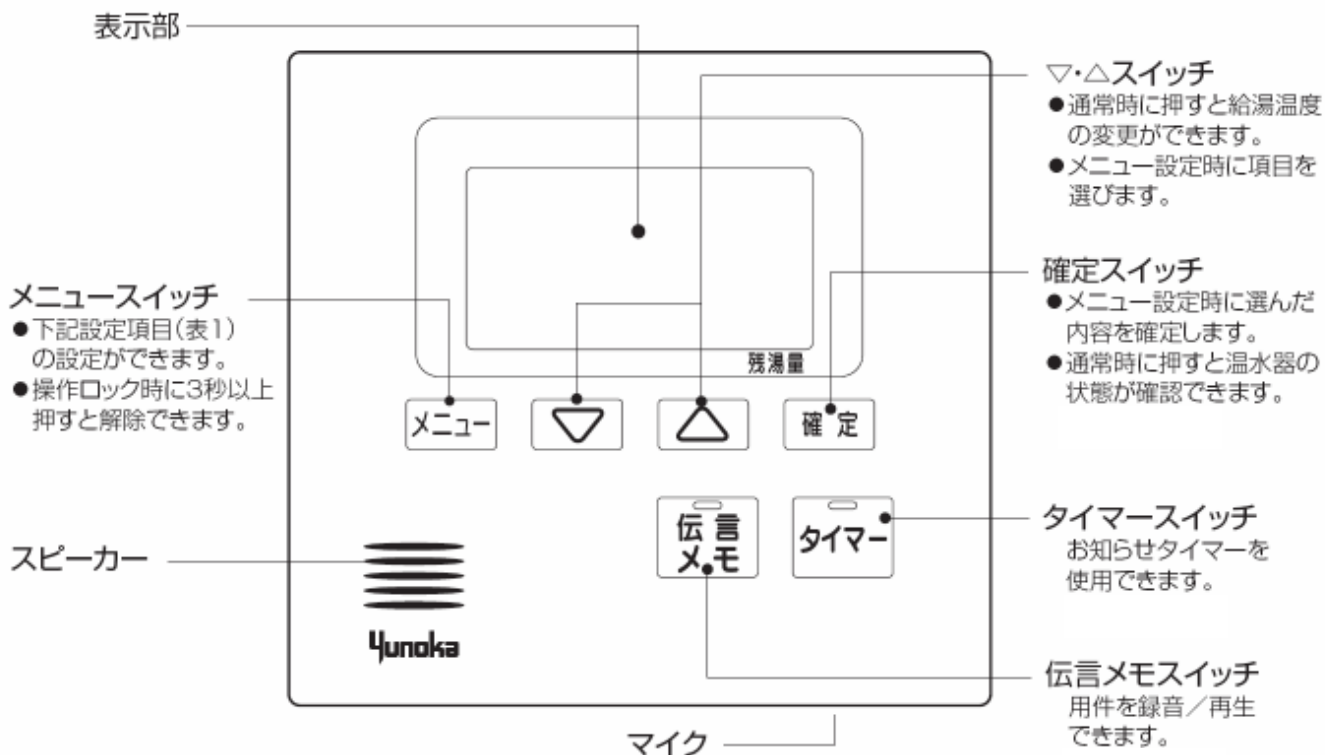 表示部
▽・△スイッチ
●通常時に押すと給湯温度
の変更ができます。
●メニュー設定時に項目を
選びます。
残湯量
メニュースイッチ
●下記設定項目(表1)
の設定ができます。
●操作ロック時に3秒以上
押すと解除できます。
確定スイッチ
●メニュー設定時に選んだ
内容を確定します。
●通常時に押すと温水器の
状態が確認できます。
メニュー ▽ △ 確定
伝言
メモ
タイマー
タイマースイッチ
お知らせタイマーを
使用できます。
スピーカー
Yunoka
伝言メモスイッチ
用件を録音/再生
できます。
マイク